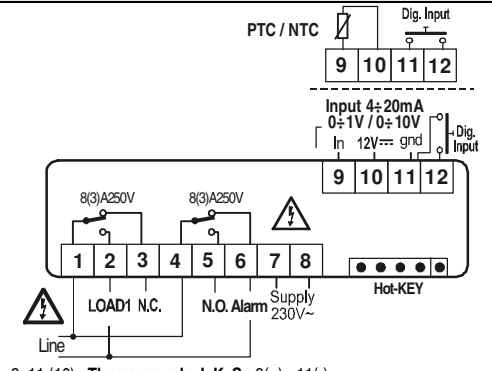 PTC / NTC
Dig. Input
9 10 11 12
Input 4÷20mA
0÷1V / 0÷10V
In 12V⎓ gnd
Dig.
Input
9 10 11 12
8(3)A250V 8(3)A250V
1 2 3 4 5 6 7 8
Hot-KEY
LOAD1 N.C. N.O. Alarm Supply
230V~
Line